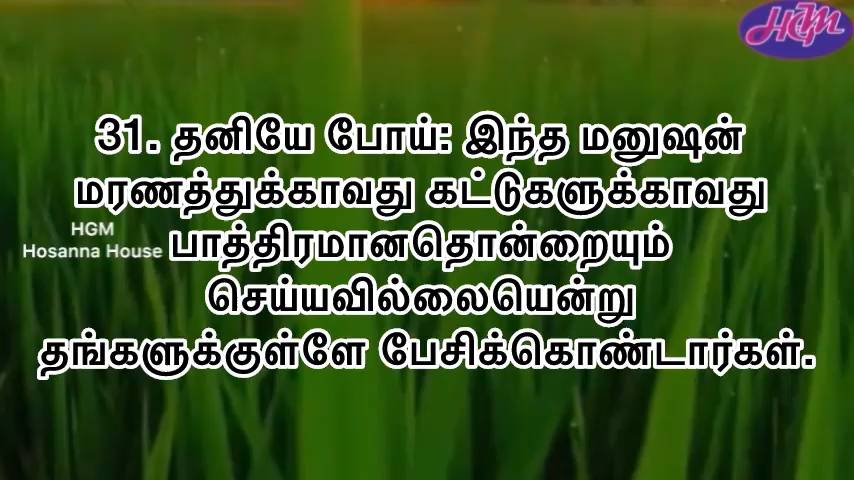 HGM
31. தனியே போய்: இந்த மனுஷன்
மரணத்துக்காவது கட்டுகளுக்காவது
HGM
Hosanna House
பாத்திரமானதொன்றையும்
செய்யவில்லையென்று
தங்களுக்குள்ளே பேசிக்கொண்டார்கள்.